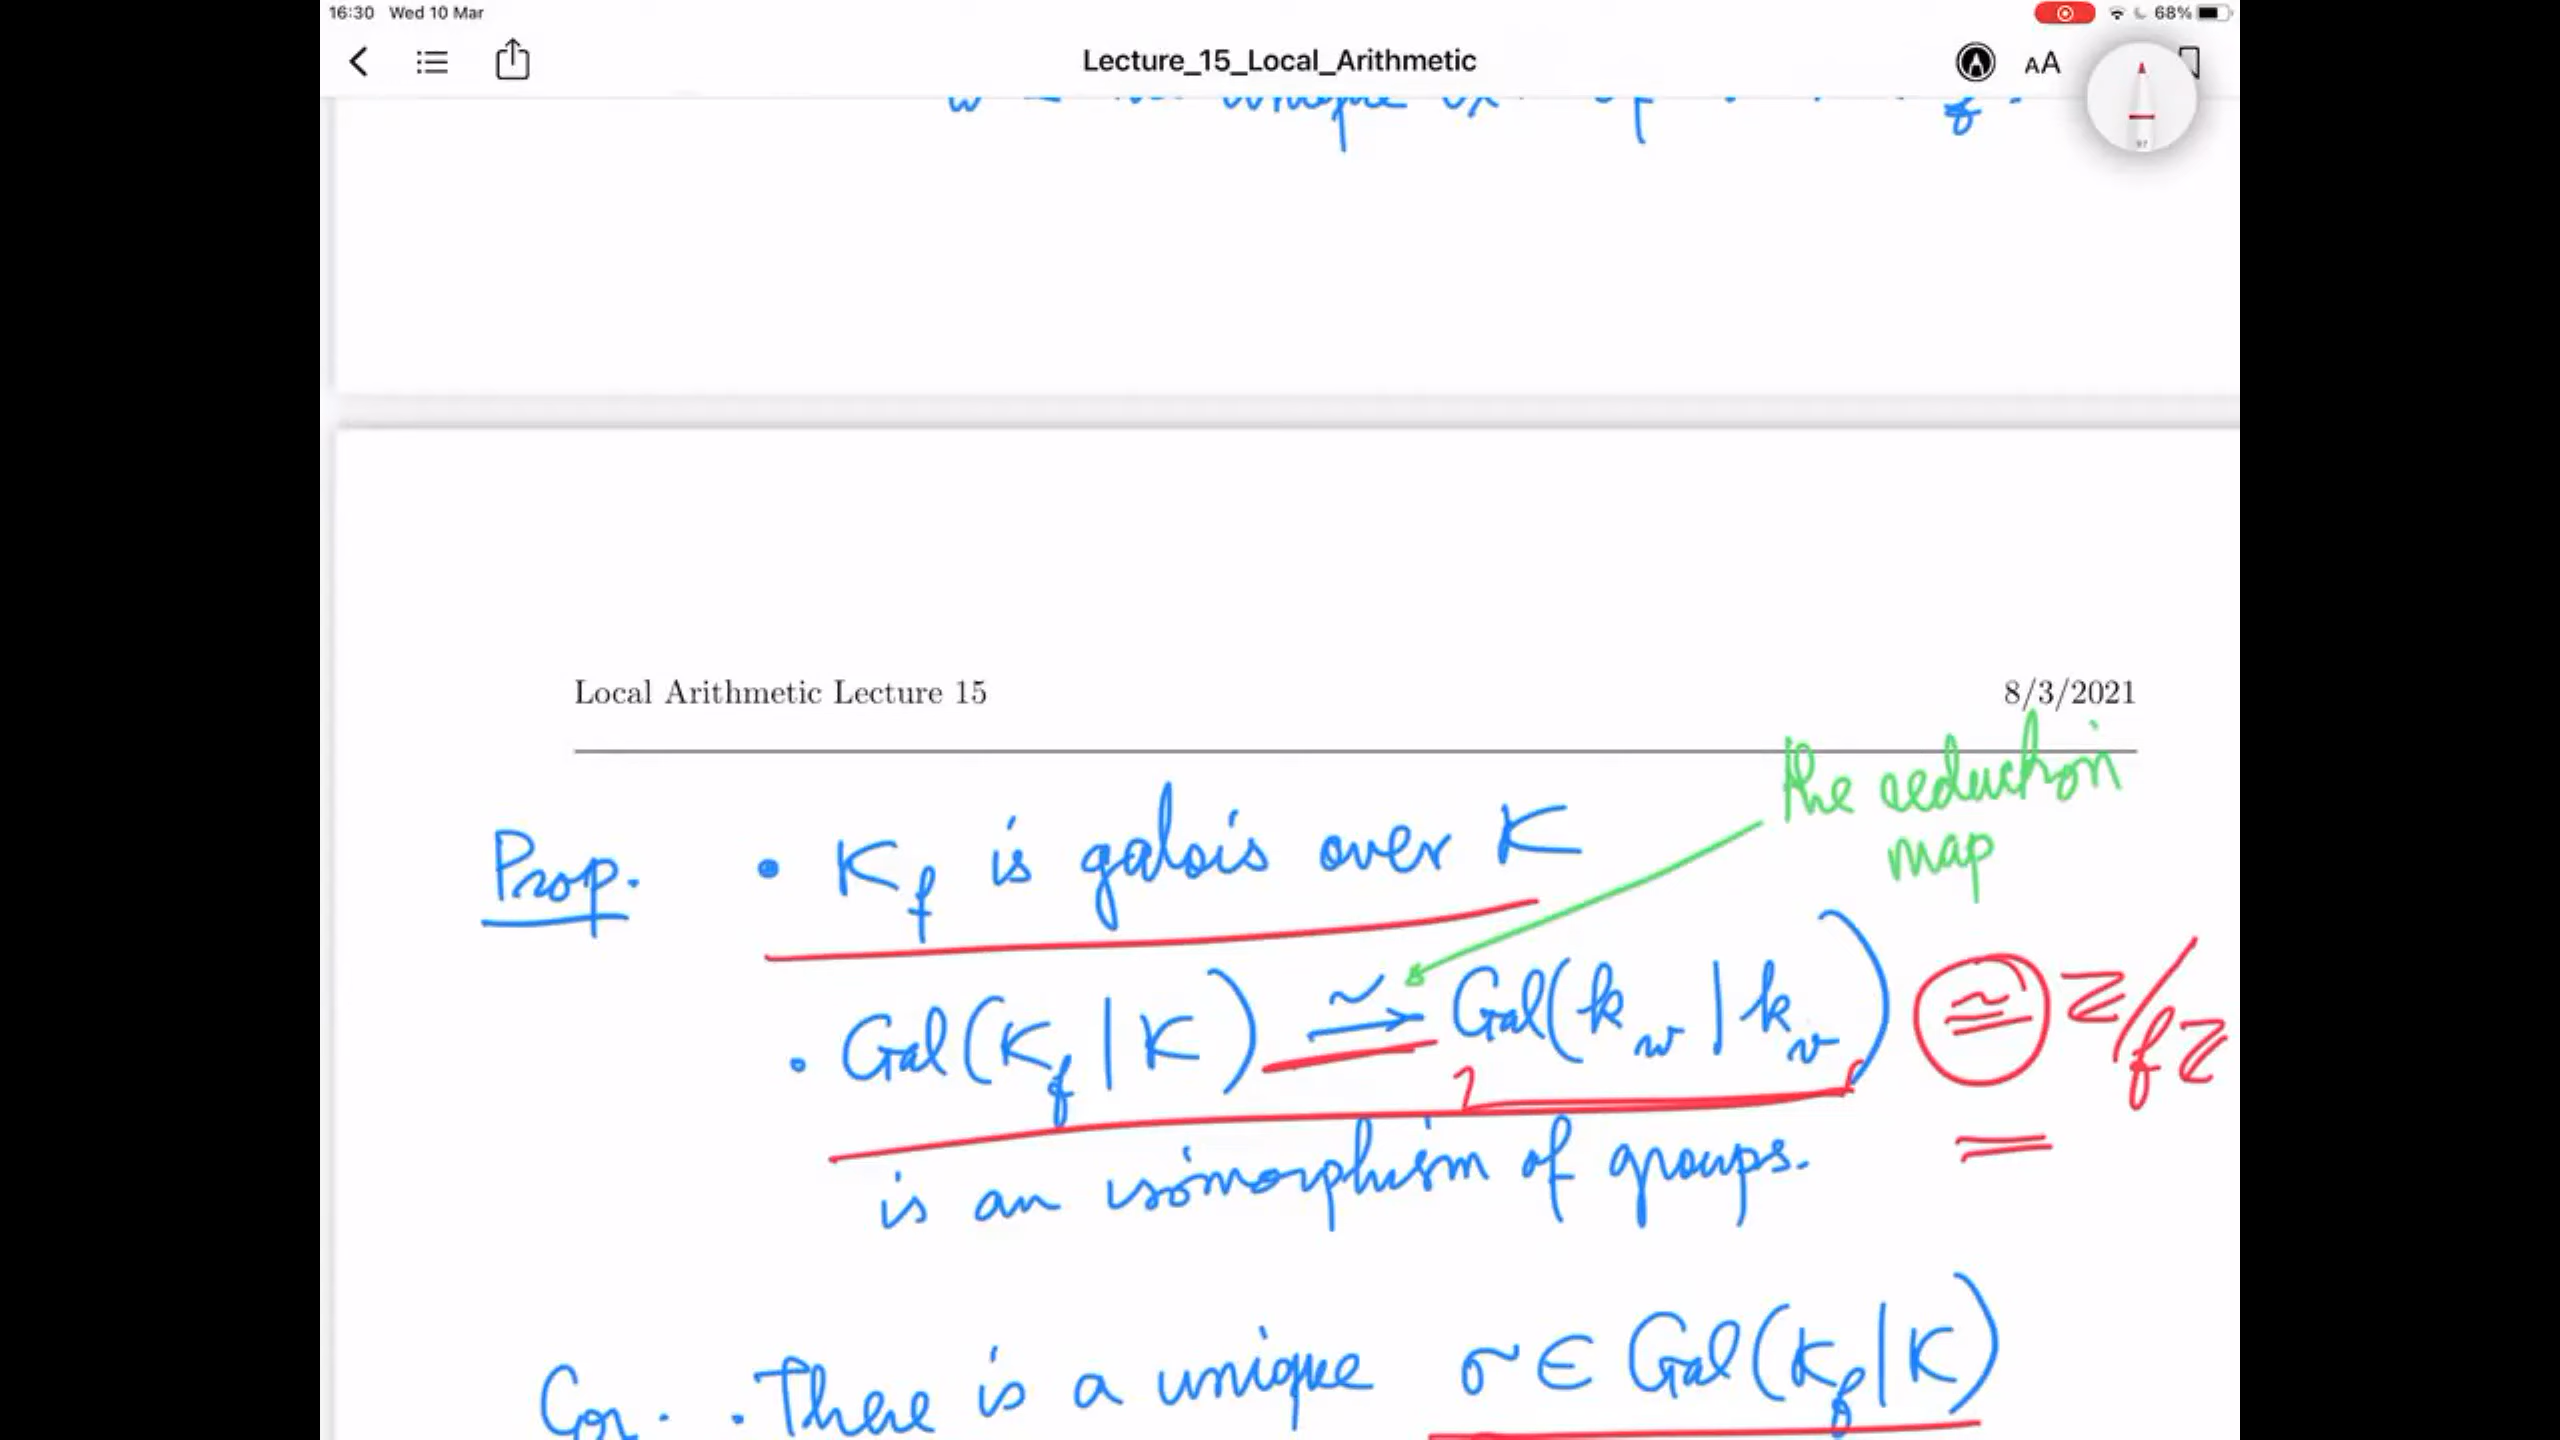 16:30 Wed 10 Mar 68%
Lecture_15_Local_Arithmetic
AA
97
unique
Local Arithmetic Lecture 15 8/3/2021
the reduction
map
Prop. • K_f is galois over K
• Gal(K_f | K) ⥲ Gal(k_w | k_v) ≅ Z/fZ
is an isomorphism of groups.
Cor. • There is a unique σ ∈ Gal(K_f | K)